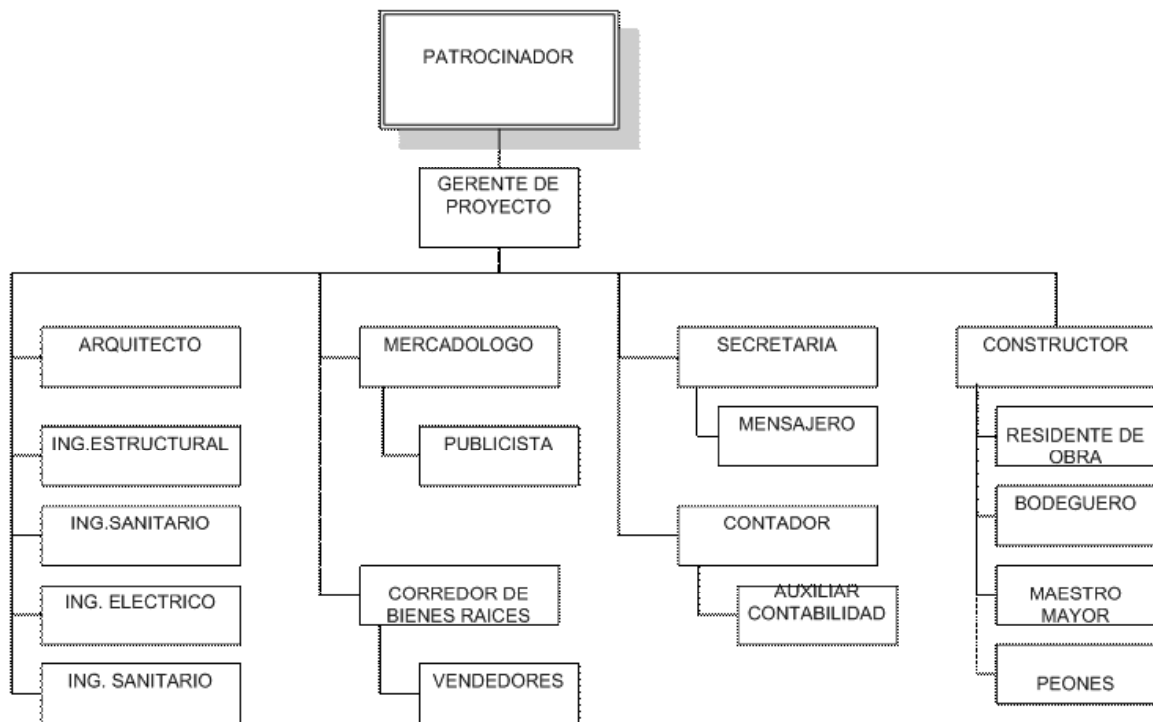 PATROCINADOR
GERENTE DE
PROYECTO
ARQUITECTO
ING.ESTRUCTURAL
ING.SANITARIO
ING. ELECTRICO
ING. SANITARIO
MERCADOLOGO
PUBLICISTA
CORREDOR DE
BIENES RAICES
VENDEDORES
SECRETARIA
MENSAJERO
CONTADOR
AUXILIAR
CONTABILIDAD
CONSTRUCTOR
RESIDENTE DE
OBRA
BODEGUERO
MAESTRO
MAYOR
PEONES